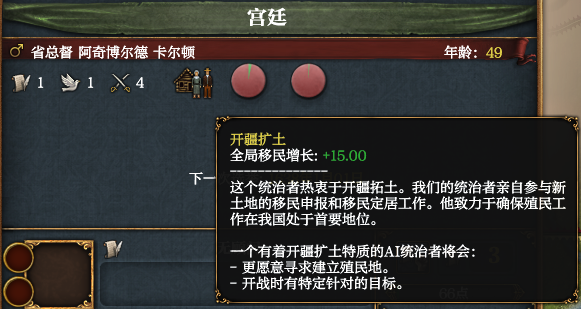 宫廷
省总督 阿奇博尔德 卡尔顿 年龄：49
1 1 4
开疆扩土
全局移民增长: +15.00
--------------
下一
这个统治者热衷于开疆拓土。我们的统治者亲自参与新
土地的移民申报和移民定居工作。他致力于确保殖民工
作在我国处于首要地位。
一个有着开疆扩土特质的AI统治者将会：
- 更愿意寻求建立殖民地。
- 开战时有特定针对的目标。